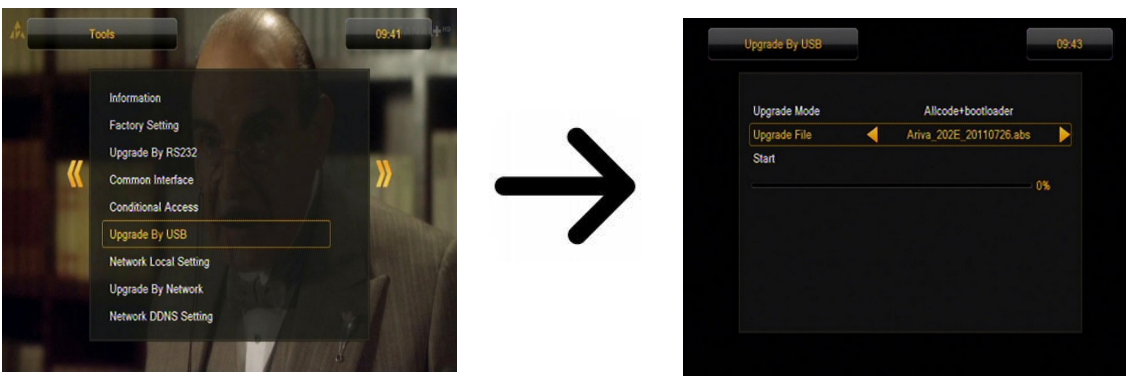 Tools
09:41
Information
Factory Setting
Upgrade By RS232
Common Interface
Conditional Access
Upgrade By USB
Network Local Setting
Upgrade By Network
Network DDNS Setting
Upgrade By USB
09:43
Upgrade Mode Allcode+bootloader
Upgrade File Ariva_202E_20110726.abs
Start
0%